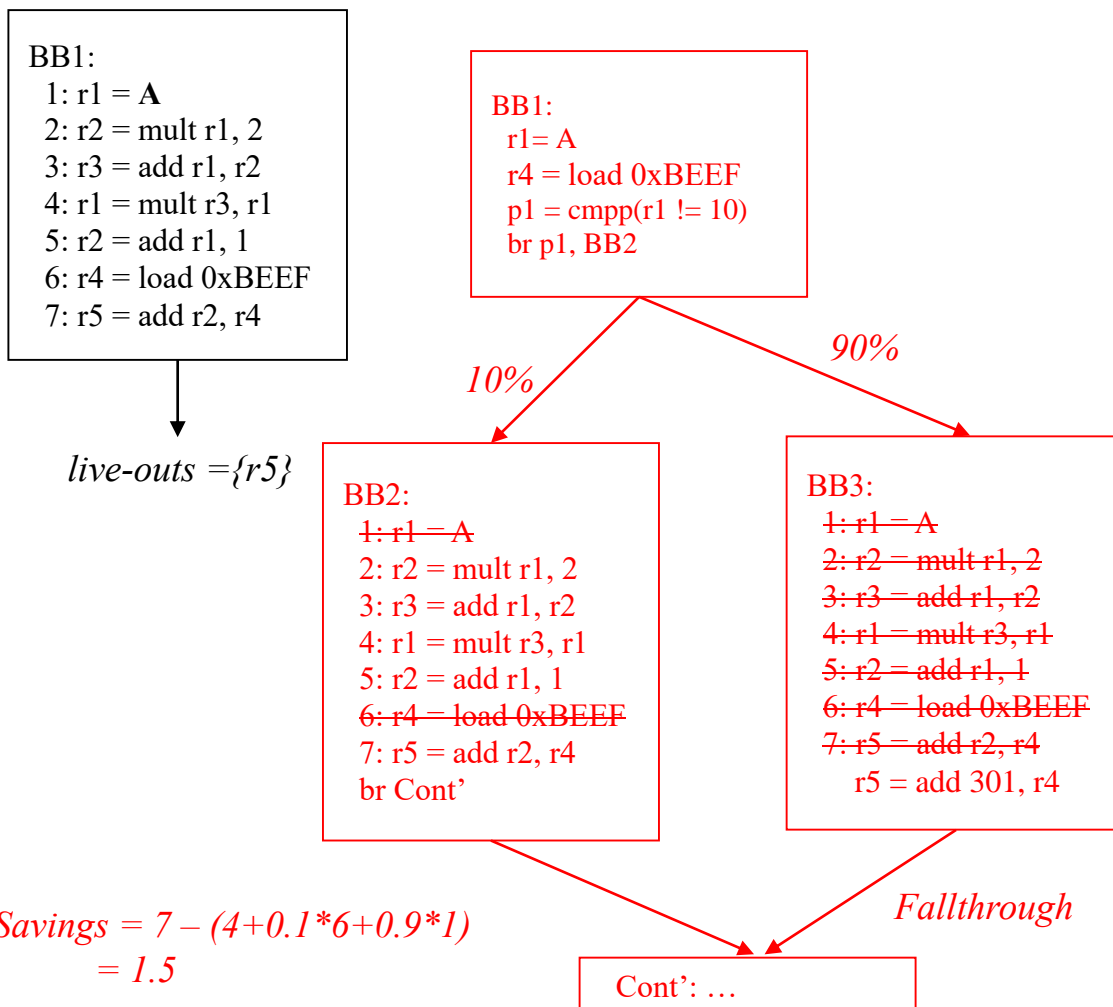 BB1:
1: r1 = A
2: r2 = mult r1, 2
3: r3 = add r1, r2
4: r1 = mult r3, r1
5: r2 = add r1, 1
6: r4 = load 0xBEEF
7: r5 = add r2, r4
live-outs ={r5}
BB1:
r1= A
r4 = load 0xBEEF
p1 = cmpp(r1 != 10)
br p1, BB2
10%
90%
BB2:
1: r1 = A
2: r2 = mult r1, 2
3: r3 = add r1, r2
4: r1 = mult r3, r1
5: r2 = add r1, 1
6: r4 = load 0xBEEF
7: r5 = add r2, r4
br Cont’
BB3:
1: r1 = A
2: r2 = mult r1, 2
3: r3 = add r1, r2
4: r1 = mult r3, r1
5: r2 = add r1, 1
6: r4 = load 0xBEEF
7: r5 = add r2, r4
r5 = add 301, r4
Fallthrough
Savings = 7 – (4+0.1*6+0.9*1)
= 1.5
Cont’: …